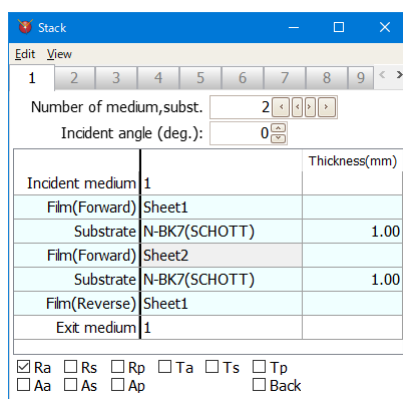 Stack
Edit View
1 2 3 4 5 6 7 8 9 < >
Number of medium,subst. 2
Incident angle (deg.): 0
Thickness(mm)
Incident medium 1
Film(Forward) Sheet1
Substrate N-BK7(SCHOTT) 1.00
Film(Forward) Sheet2
Substrate N-BK7(SCHOTT) 1.00
Film(Reverse) Sheet1
Exit medium 1
Ra Rs Rp Ta Ts Tp
Aa As Ap Back